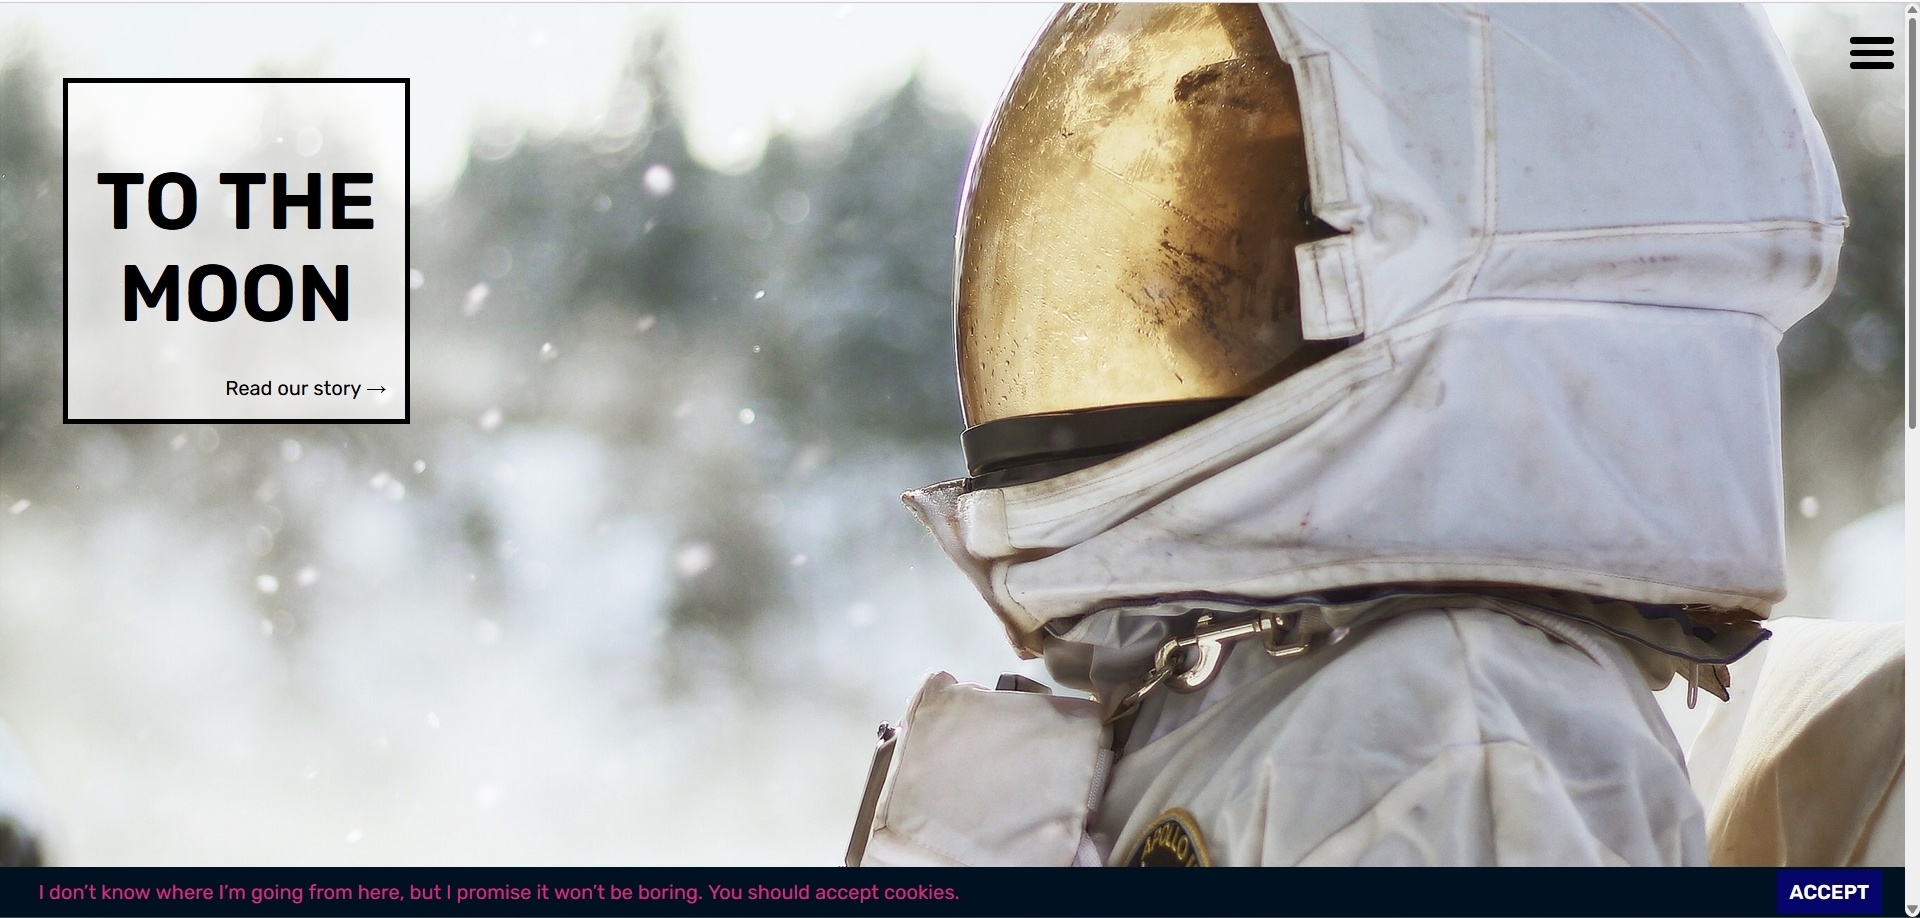 TO THE
MOON
Read our story →
APOLLO
I don’t know where I’m going from here, but I promise it won’t be boring. You should accept cookies.
ACCEPT